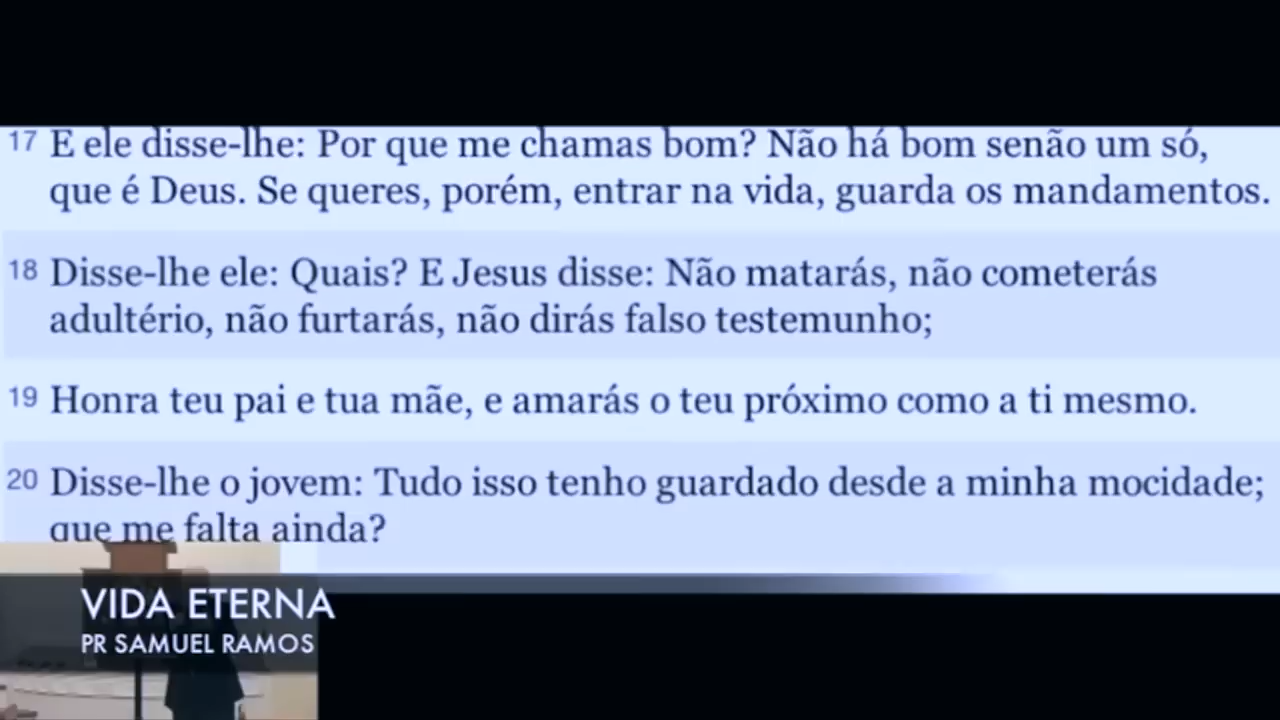 17 E ele disse-lhe: Por que me chamas bom? Não há bom senão um só,
que é Deus. Se queres, porém, entrar na vida, guarda os mandamentos.
18 Disse-lhe ele: Quais? E Jesus disse: Não matarás, não cometerás
adultério, não furtarás, não dirás falso testemunho;
19 Honra teu pai e tua mãe, e amarás o teu próximo como a ti mesmo.
20 Disse-lhe o jovem: Tudo isso tenho guardado desde a minha mocidade;
que me falta ainda?
VIDA ETERNA
PR SAMUEL RAMOS